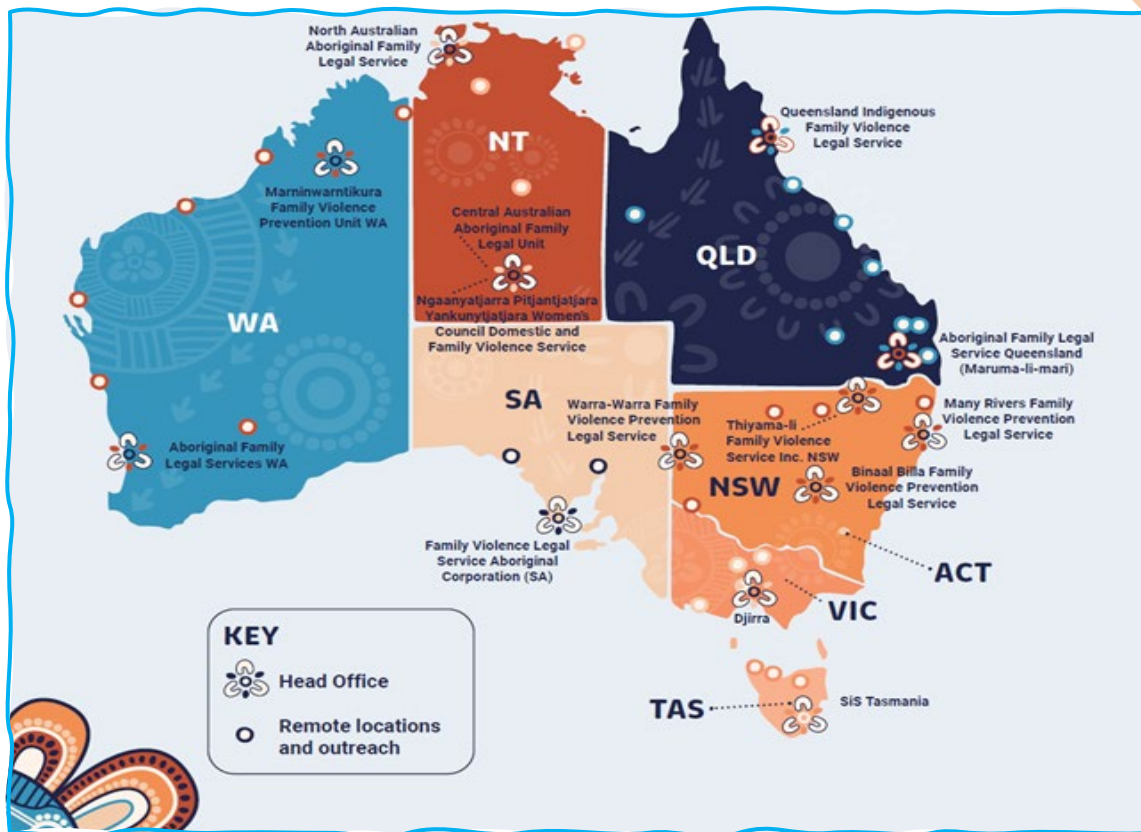 North Australian
Aboriginal Family
Legal Service
NT
Queensland Indigenous
Family Violence
Legal Service
Marninwarntikura
Family Violence
Prevention Unit WA
Central Australian
Aboriginal Family
Legal Unit
QLD
WA
Ngaanyatjarra Pitjantjatjara
Yankunytjatjara Women's
Council Domestic and
Family Violence Service
Aboriginal Family Legal
Service Queensland
(Maruma-li-mari)
SA
Warra-Warra Family
Violence Prevention
Legal Service
Thiyama-li
Family Violence
Service Inc. NSW
Many Rivers Family
Violence Prevention
Legal Service
Aboriginal Family
Legal Services WA
NSW
Binaal Billa Family
Violence Prevention
Legal Service
Family Violence Legal
Service Aboriginal
Corporation (SA)
ACT
VIC
Djirra
TAS
SiS Tasmania
KEY
Head Office
Remote locations
and outreach